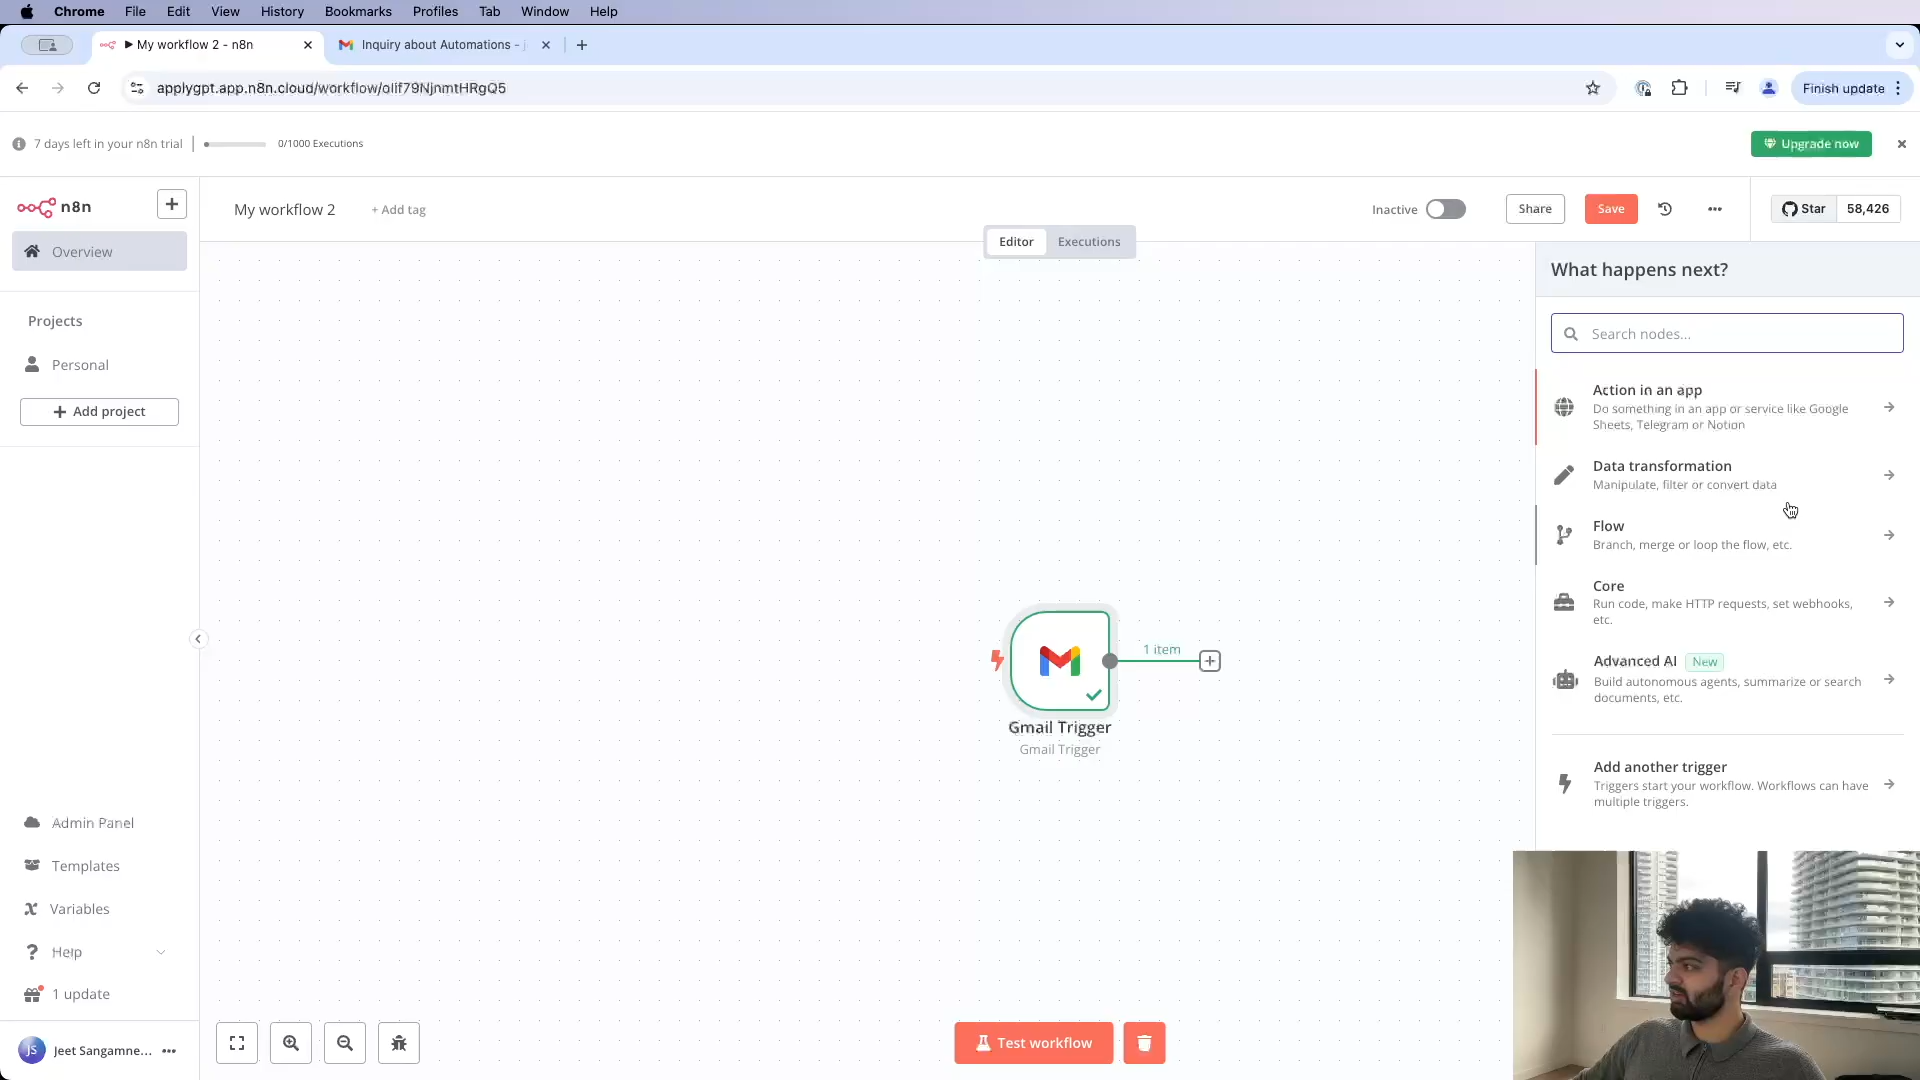 Chrome File Edit View History Bookmarks Profiles Tab Window Help
My workflow 2 - n8n
Inquiry about Automations -
applygpt.app.n8n.cloud/workflow/
Finish update
7 days left in your n8n trial
0/1000 Executions
Upgrade now
n8n
My workflow 2
+ Add tag
Inactive
Share
Save
Star
58,426
Editor
Executions
Overview
Projects
Personal
Add project
What happens next?
Search nodes...
Action in an app
Do something in an app or service like Google
Sheets, Telegram or Notion
Data transformation
Manipulate, filter or convert data
Flow
Branch, merge or loop the flow, etc.
Core
Run code, make HTTP requests, set webhooks,
etc.
Advanced AI New
Build autonomous agents, summarize or search
documents, etc.
Add another trigger
Triggers start your workflow. Workflows can have
multiple triggers.
1 item
Gmail Trigger
Gmail Trigger
Admin Panel
Templates
Variables
Help
1 update
JS
Jeet Sangamne...
Test workflow